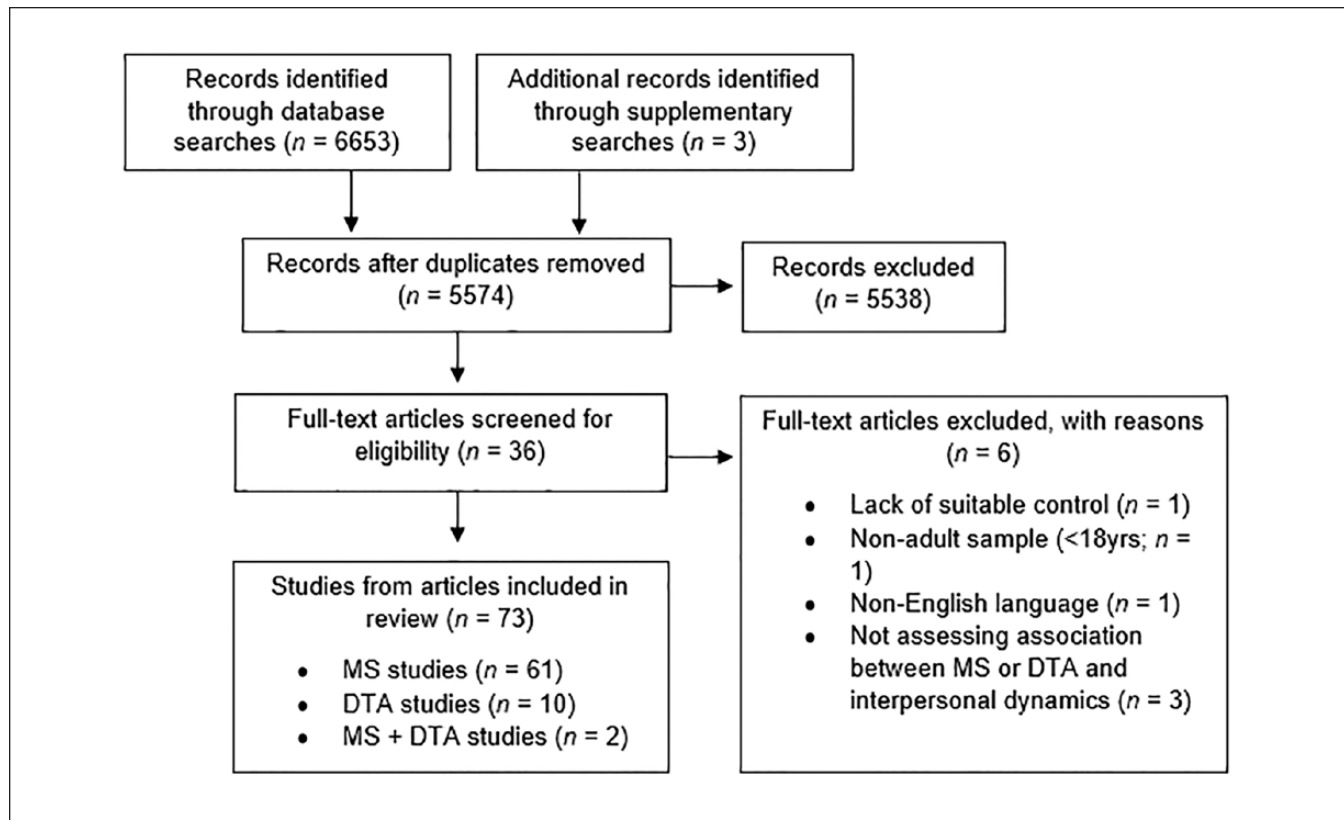 Records identified
through database
searches (n = 6653)
Additional records identified
through supplementary
searches (n = 3)
Records after duplicates removed
(n = 5574)
Records excluded
(n = 5538)
Full-text articles screened for
eligibility (n = 36)
Full-text articles excluded, with reasons
(n = 6)
• Lack of suitable control (n = 1)
• Non-adult sample (<18yrs; n =
1)
• Non-English language (n = 1)
• Not assessing association
between MS or DTA and
interpersonal dynamics (n = 3)
Studies from articles included in
review (n = 73)
• MS studies (n = 61)
• DTA studies (n = 10)
• MS + DTA studies (n = 2)